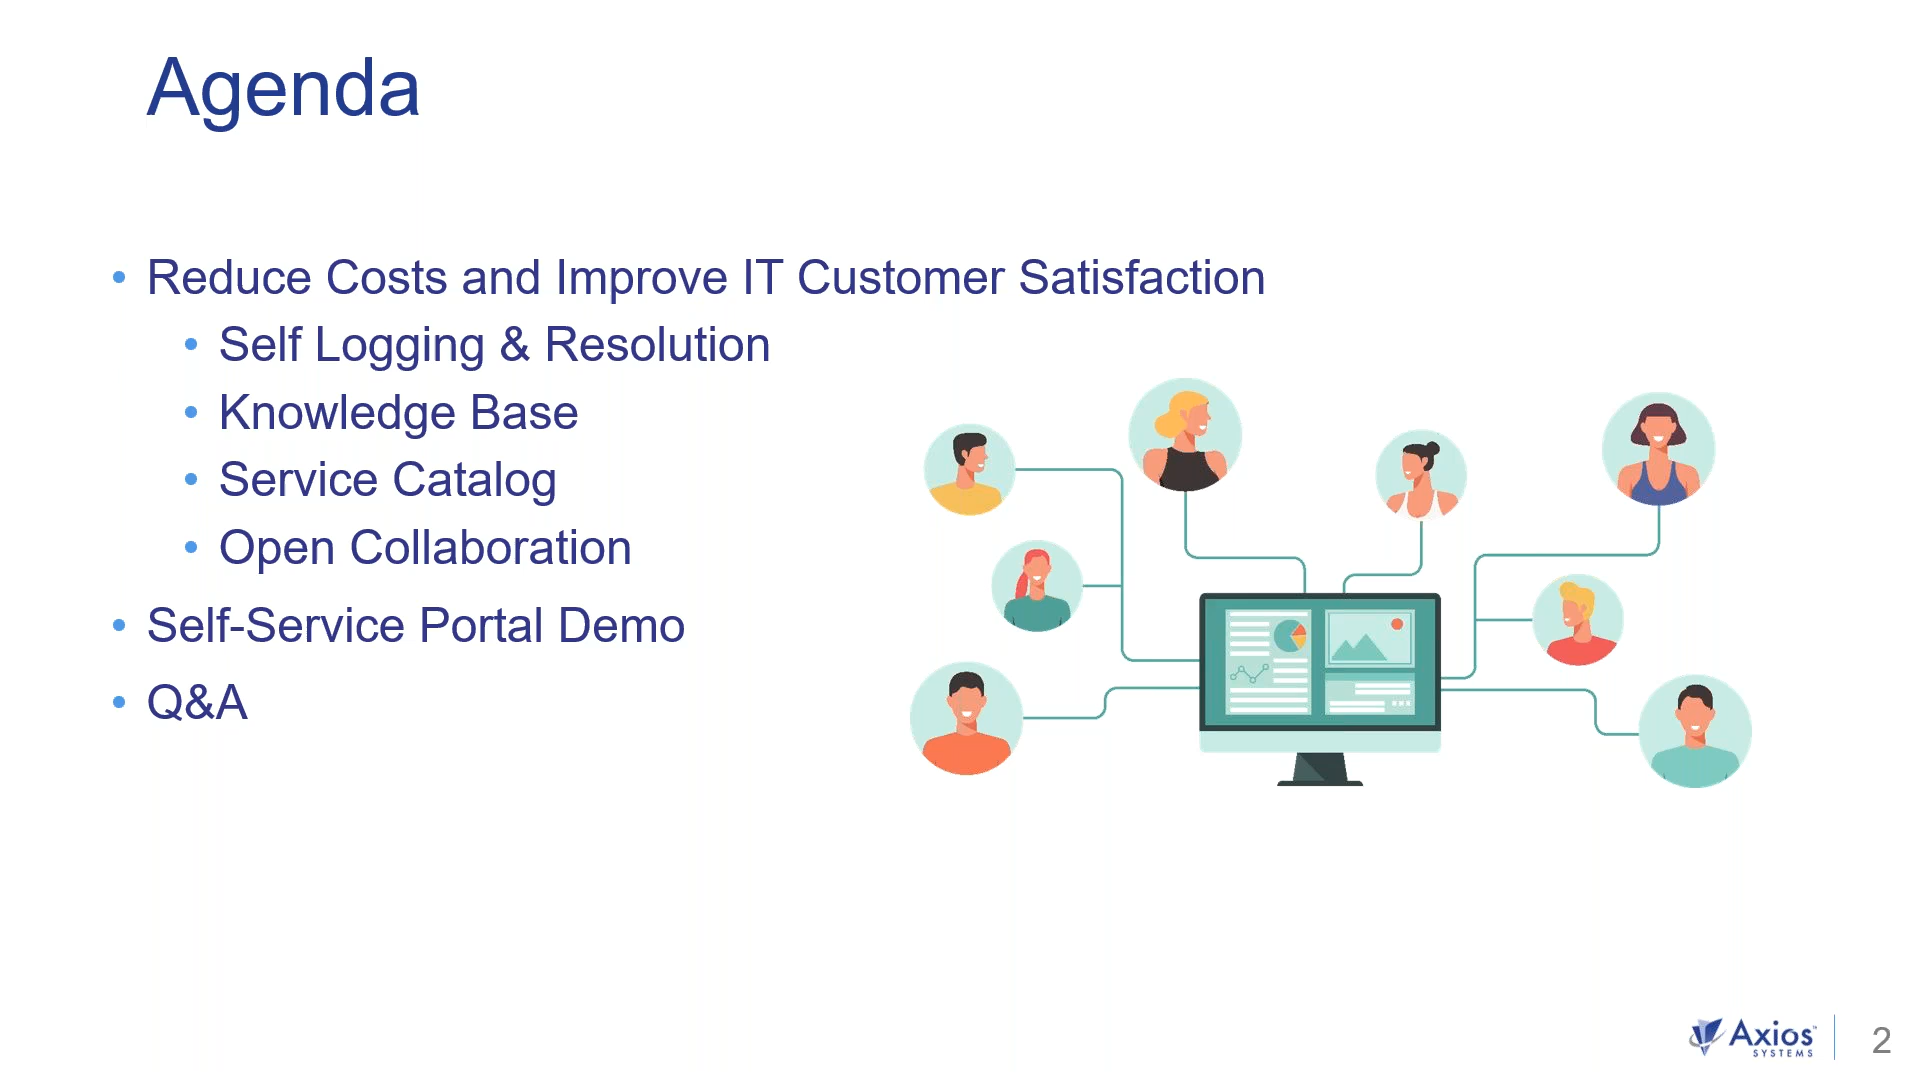 Agenda
• Reduce Costs and Improve IT Customer Satisfaction
• Self Logging & Resolution
• Knowledge Base
• Service Catalog
• Open Collaboration
• Self-Service Portal Demo
• Q&A
Axios™
SYSTEMS
2